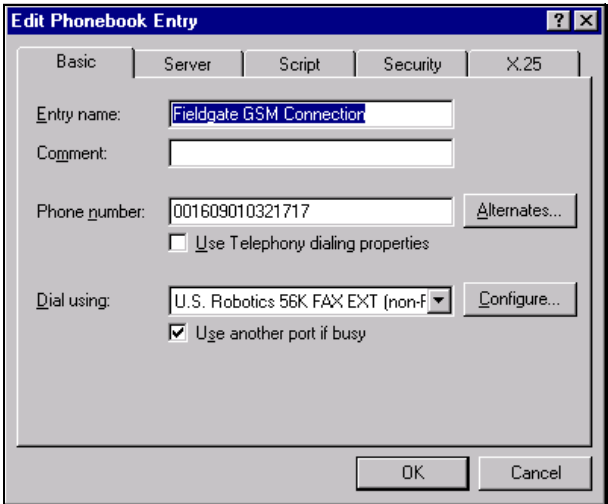 Edit Phonebook Entry
Basic Server Script Security X.25
Entry name: Fieldgate GSM Connection
Comment:
Phone number: 001609010321717 Alternates...
Use Telephony dialing properties
Dial using: U.S. Robotics 56K FAX EXT (non-F Configure...
Use another port if busy
OK Cancel